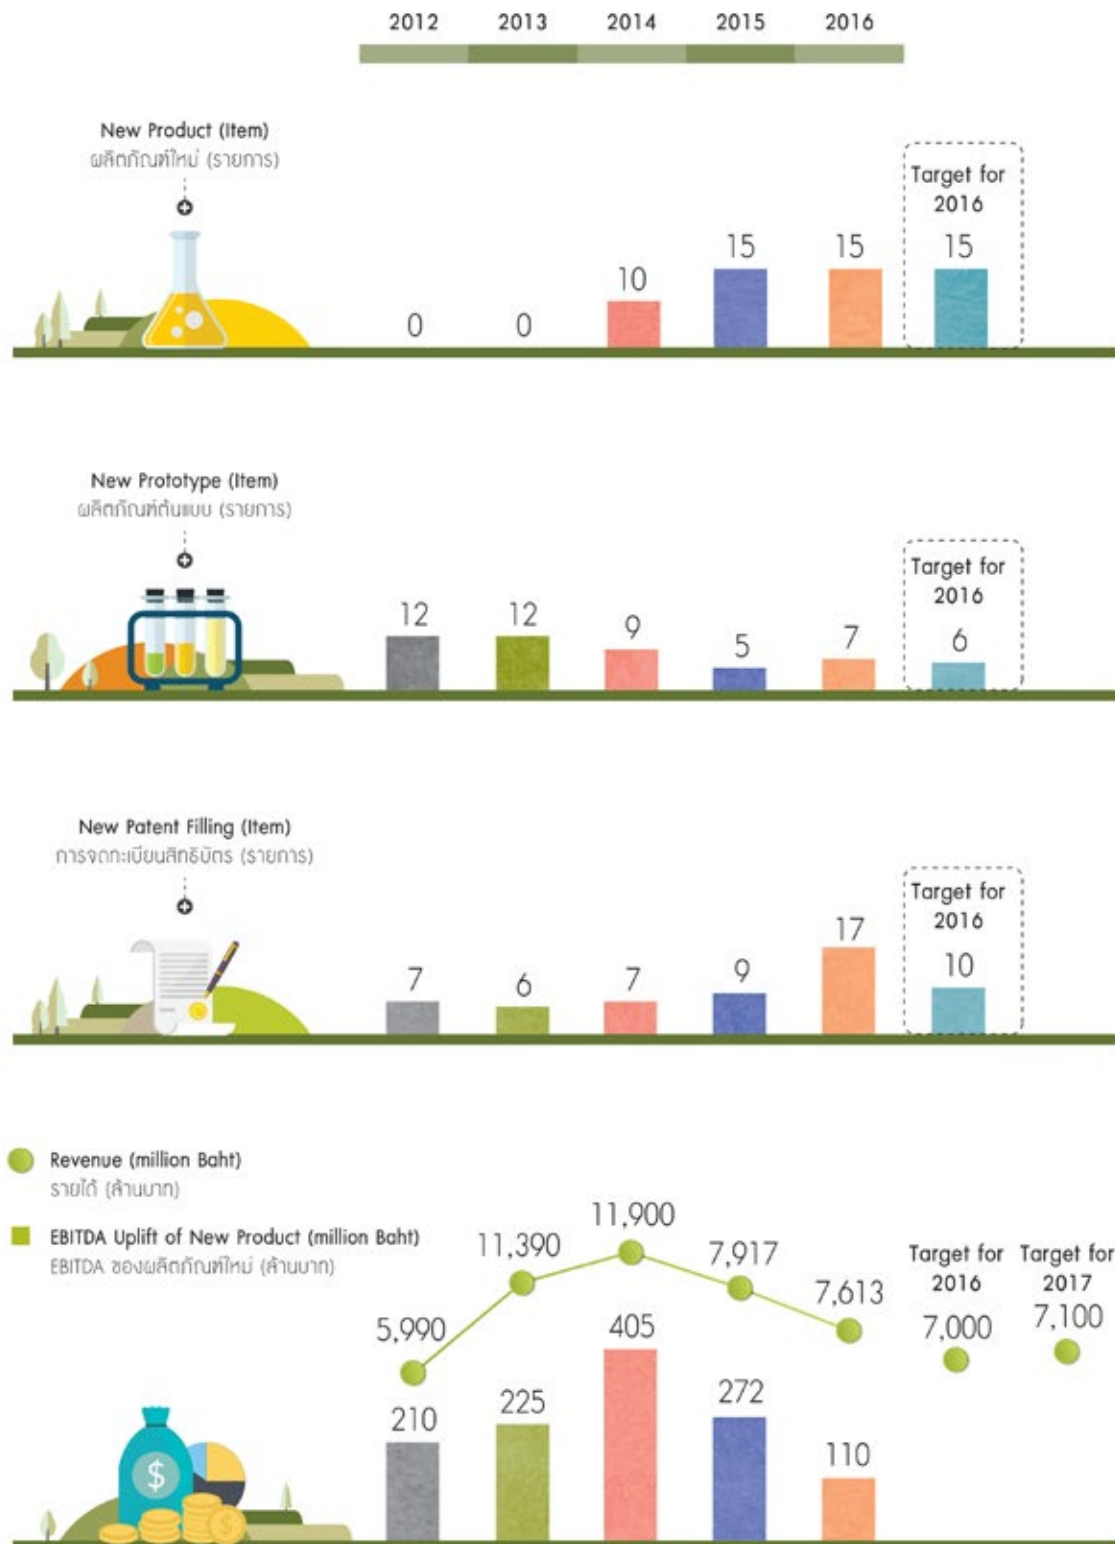 2012 2013 2014 2015 2016
New Product (Item)
ผลิตภัณฑ์ใหม่ (รายการ)
Target for
2016
0 0 10 15 15 15
New Prototype (Item)
ผลิตภัณฑ์ต้นแบบ (รายการ)
Target for
2016
12 12 9 5 7 6
New Patent Filling (Item)
การจดทะเบียนสิทธิบัตร (รายการ)
Target for
2016
7 6 7 9 17 10
Revenue (million Baht)
รายได้ (ล้านบาท)
EBITDA Uplift of New Product (million Baht)
EBITDA ของผลิตภัณฑ์ใหม่ (ล้านบาท)
5,990 11,390 11,900 7,917 7,613
Target for
2016
7,000
Target for
2017
7,100
210 225 405 272 110
$
$